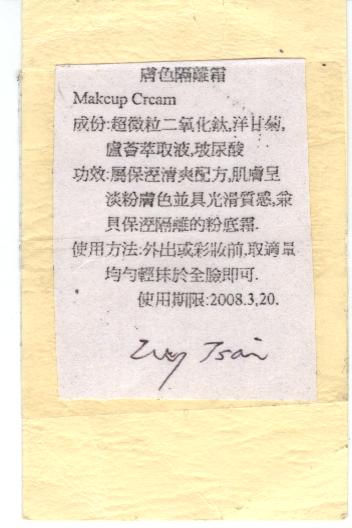 膚色隔離霜
Makeup Cream
成份:超微粒二氧化鈦,洋甘菊,
盧薈萃取液,玻尿酸
功效:屬保溼清爽配方,肌膚呈
淡粉膚色並具光滑質感,兼
具保溼隔離的粉底霜.
使用方法:外出或彩妝前,取適量
均勻輕抹於全臉即可.
使用期限:2008.3,20.
Tsai